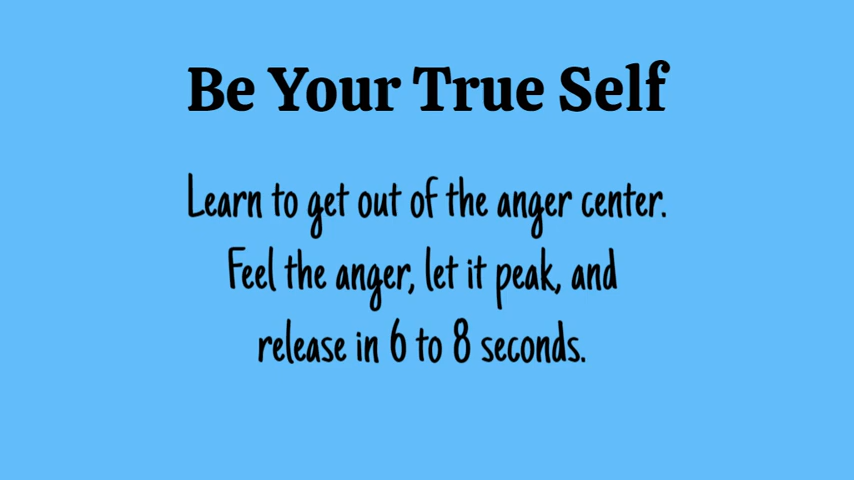 Be Your True Self
Learn to get out of the anger center.
Feel the anger, let it peak, and
release in 6 to 8 seconds.